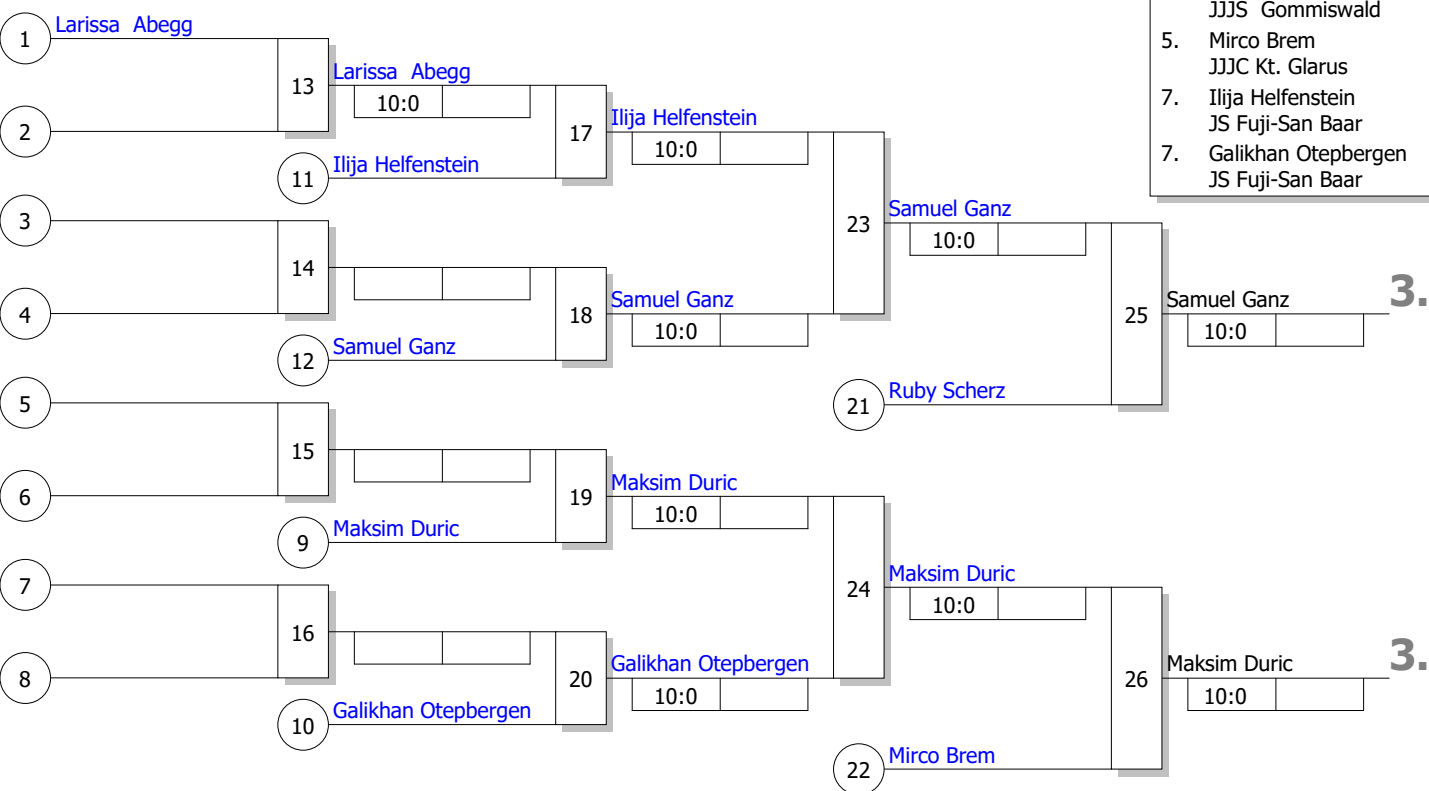 JJJS Gommiswald
5. Mirco Brem
JJJC Kt. Glarus
7. Ilija Helfenstein
JS Fuji-San Baar
7. Galikhan Otepbergen
JS Fuji-San Baar
1 Larissa Abegg
13 Larissa Abegg
10:0
2
17 Ilija Helfenstein
10:0
11 Ilija Helfenstein
3
23 Samuel Ganz
10:0
14
4
18 Samuel Ganz
10:0
12 Samuel Ganz
25 Samuel Ganz 3.
10:0
5
21 Ruby Scherz
15
6
19 Maksim Duric
10:0
9 Maksim Duric
7
24 Maksim Duric
10:0
16
8
20 Galikhan Otepbergen
10:0
10 Galikhan Otepbergen
26 Maksim Duric 3.
10:0
22 Mirco Brem